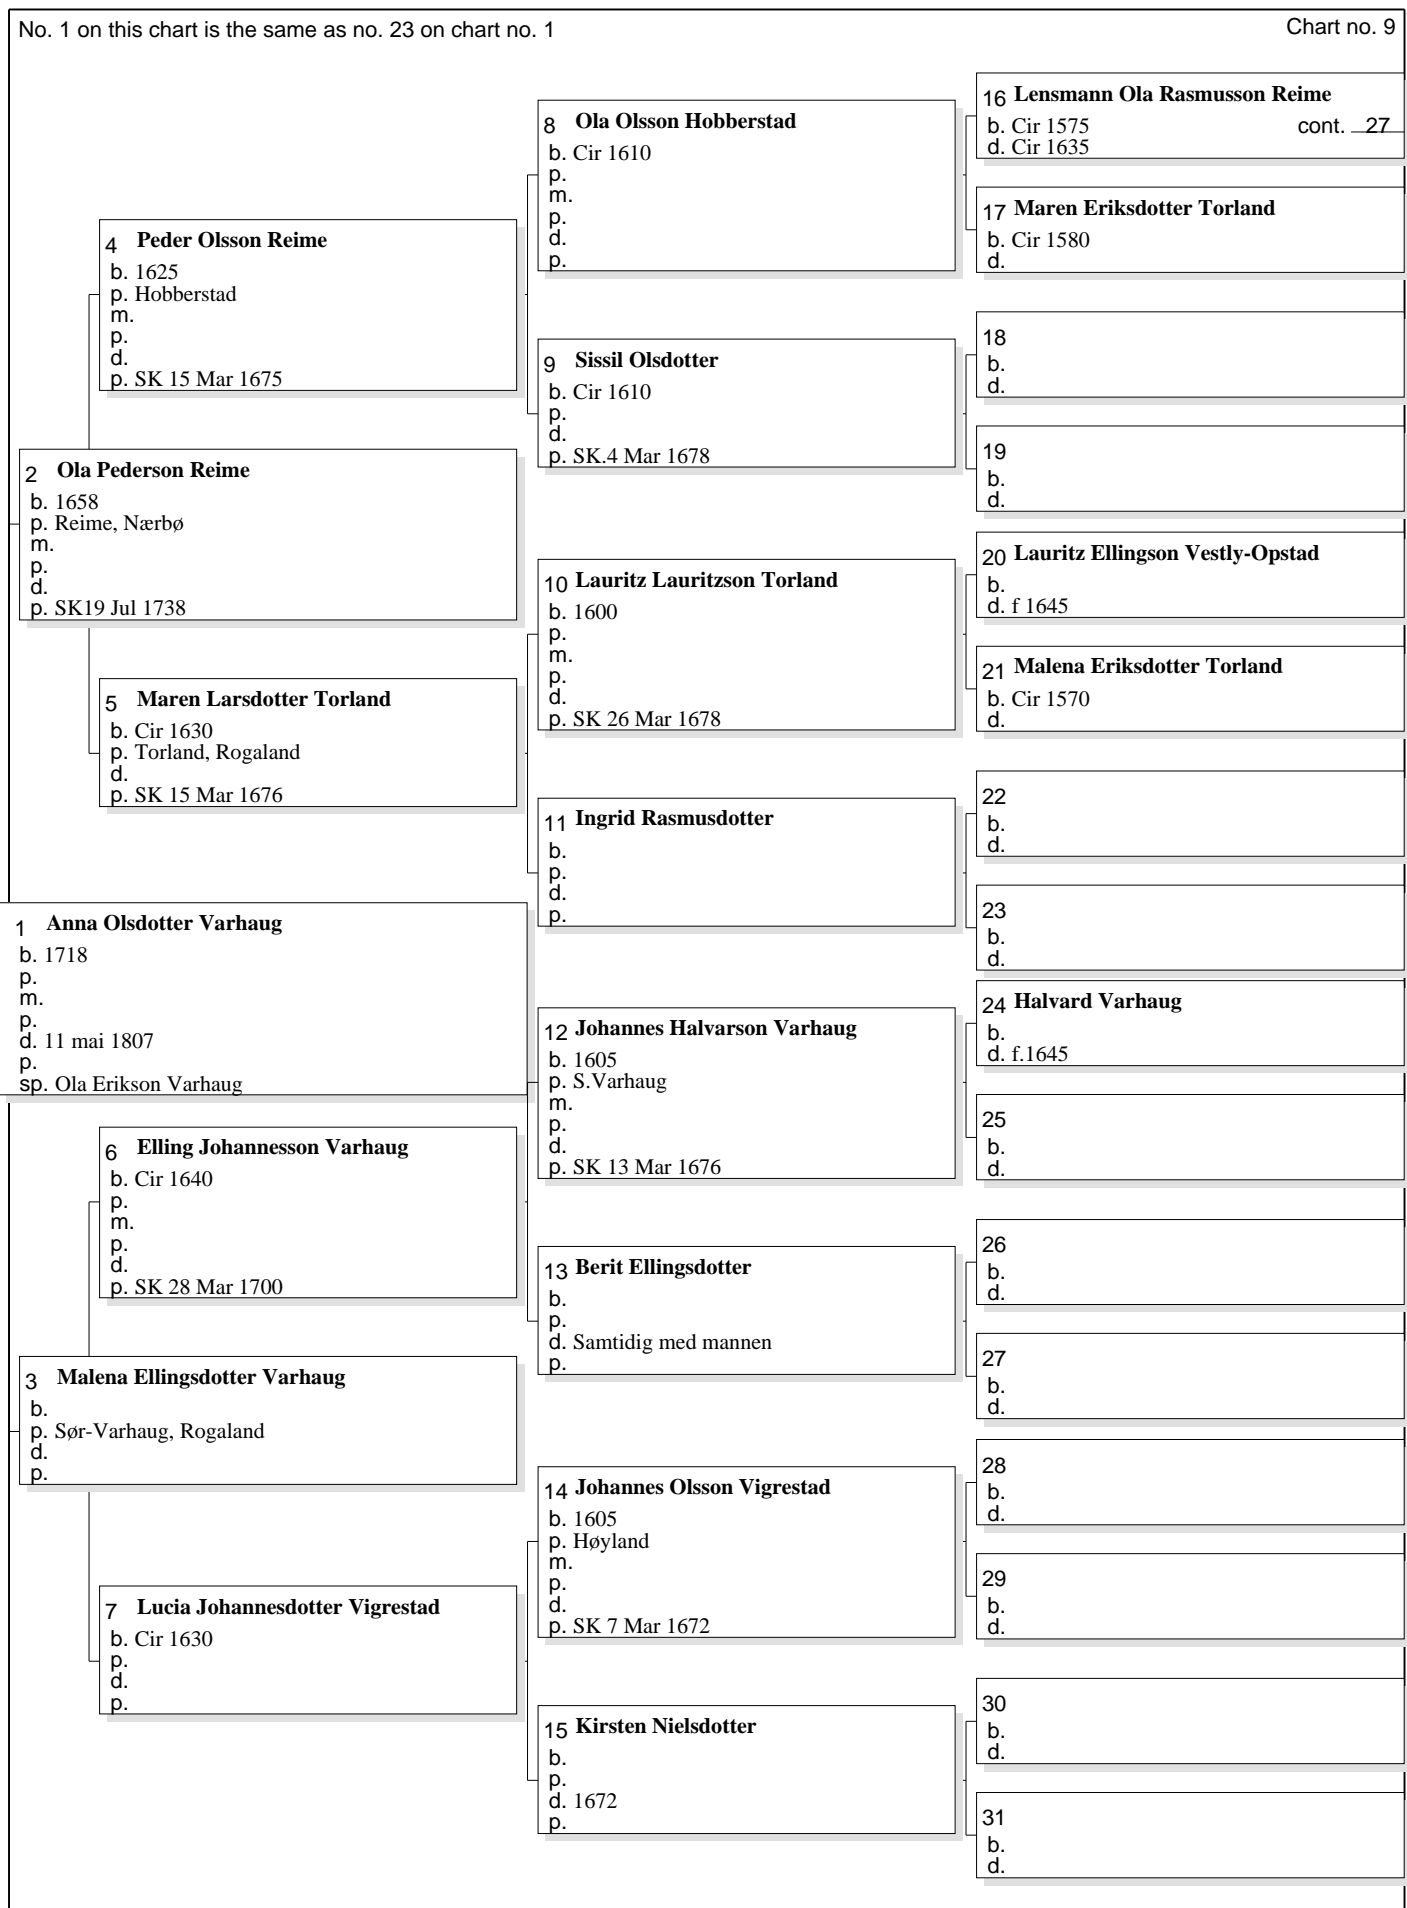 No. 1 on this chart is the same as no. 23 on chart no. 1
Chart no. 9
1 Anna Olsdotter Varhaug
b. 1718
p.
m.
p.
d. 11 mai 1807
p.
sp. Ola Erikson Varhaug
2 Ola Pederson Reime
b. 1658
p. Reime, Nærbø
m.
p.
d.
p. SK19 Jul 1738
3 Malena Ellingsdotter Varhaug
b.
p. Sør-Varhaug, Rogaland
d.
p.
4 Peder Olsson Reime
b. 1625
p. Hobberstad
m.
p.
d.
p. SK 15 Mar 1675
5 Maren Larsdotter Torland
b. Cir 1630
p. Torland, Rogaland
d.
p. SK 15 Mar 1676
6 Elling Johannesson Varhaug
b. Cir 1640
p.
m.
p.
d.
p. SK 28 Mar 1700
7 Lucia Johannesdotter Vigrestad
b. Cir 1630
p.
d.
p.
8 Ola Olsson Hobberstad
b. Cir 1610
p.
m.
p.
d.
p.
9 Sissil Olsdotter
b. Cir 1610
p.
d.
p. SK.4 Mar 1678
10 Lauritz Lauritzson Torland
b. 1600
p.
m.
p.
d.
p. SK 26 Mar 1678
11 Ingrid Rasmusdotter
b.
p.
d.
p.
12 Johannes Halvarson Varhaug
b. 1605
p. S.Varhaug
m.
p.
d.
p. SK 13 Mar 1676
13 Berit Ellingsdotter
b.
p.
d. Samtidig med mannen
p.
14 Johannes Olsson Vigrestad
b. 1605
p. Høyland
m.
p.
d.
p. SK 7 Mar 1672
15 Kirsten Nielsdotter
b.
p.
d. 1672
p.
16 Lensmann Ola Rasmusson Reime
b. Cir 1575 cont. 27
d. Cir 1635
17 Maren Eriksdotter Torland
b. Cir 1580
d.
18
b.
d.
19
b.
d.
20 Lauritz Ellingson Vestly-Opstad
b.
d. f 1645
21 Malena Eriksdotter Torland
b. Cir 1570
d.
22
b.
d.
23
b.
d.
24 Halvard Varhaug
b.
d. f.1645
25
b.
d.
26
b.
d.
27
b.
d.
28
b.
d.
29
b.
d.
30
b.
d.
31
b.
d.